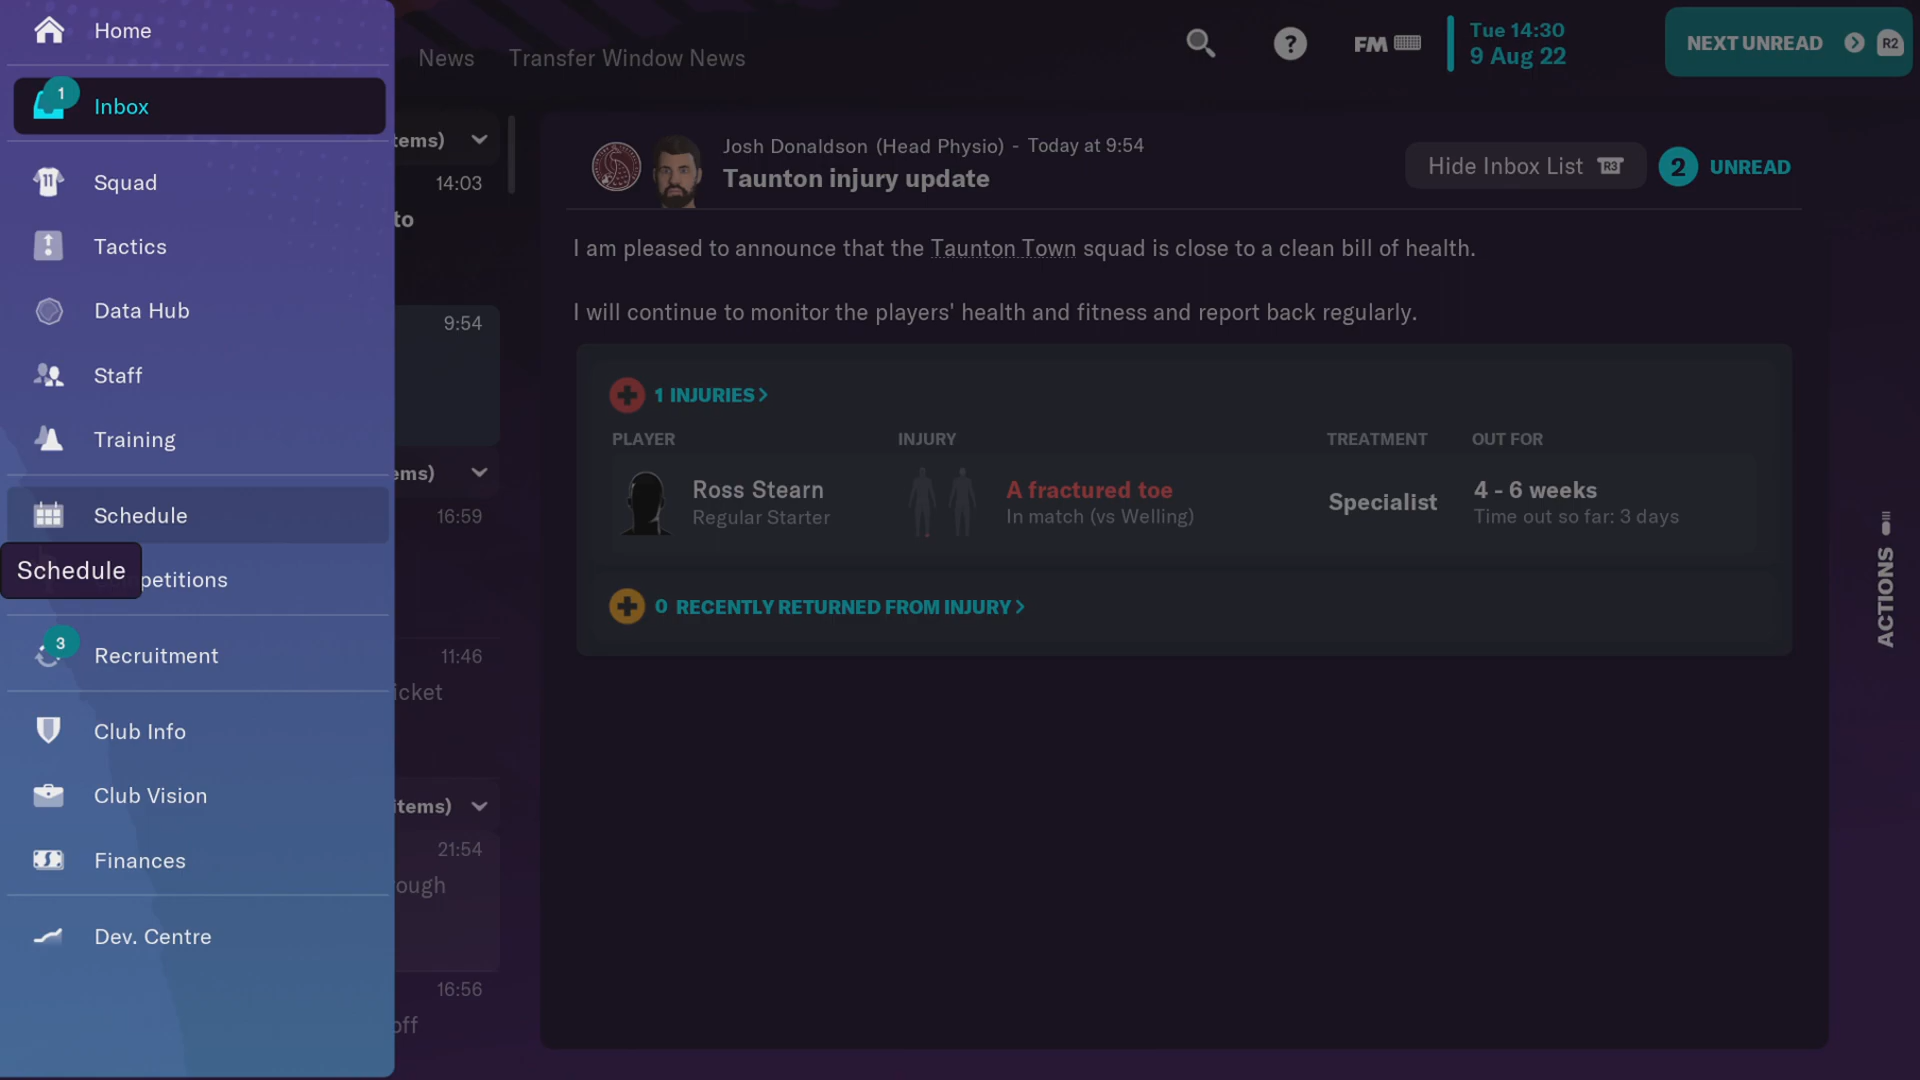 Home
1
Inbox
Squad
Tactics
Data Hub
Staff
Training
Schedule
Schedule
petitions
3
Recruitment
Club Info
Club Vision
Finances
Dev. Centre
News
Transfer Window News
?
FM
Tue 14:30
9 Aug 22
NEXT UNREAD
R2
ems)
14:03
to
9:54
ems)
16:59
11:46
icket
items)
21:54
ough
16:56
off
Josh Donaldson (Head Physio) - Today at 9:54
Taunton injury update
Hide Inbox List R3
2 UNREAD
I am pleased to announce that the Taunton Town squad is close to a clean bill of health.
I will continue to monitor the players' health and fitness and report back regularly.
1 INJURIES
PLAYER INJURY TREATMENT OUT FOR
Ross Stearn
Regular Starter
A fractured toe
In match (vs Welling)
Specialist
4 - 6 weeks
Time out so far: 3 days
0 RECENTLY RETURNED FROM INJURY
ACTIONS